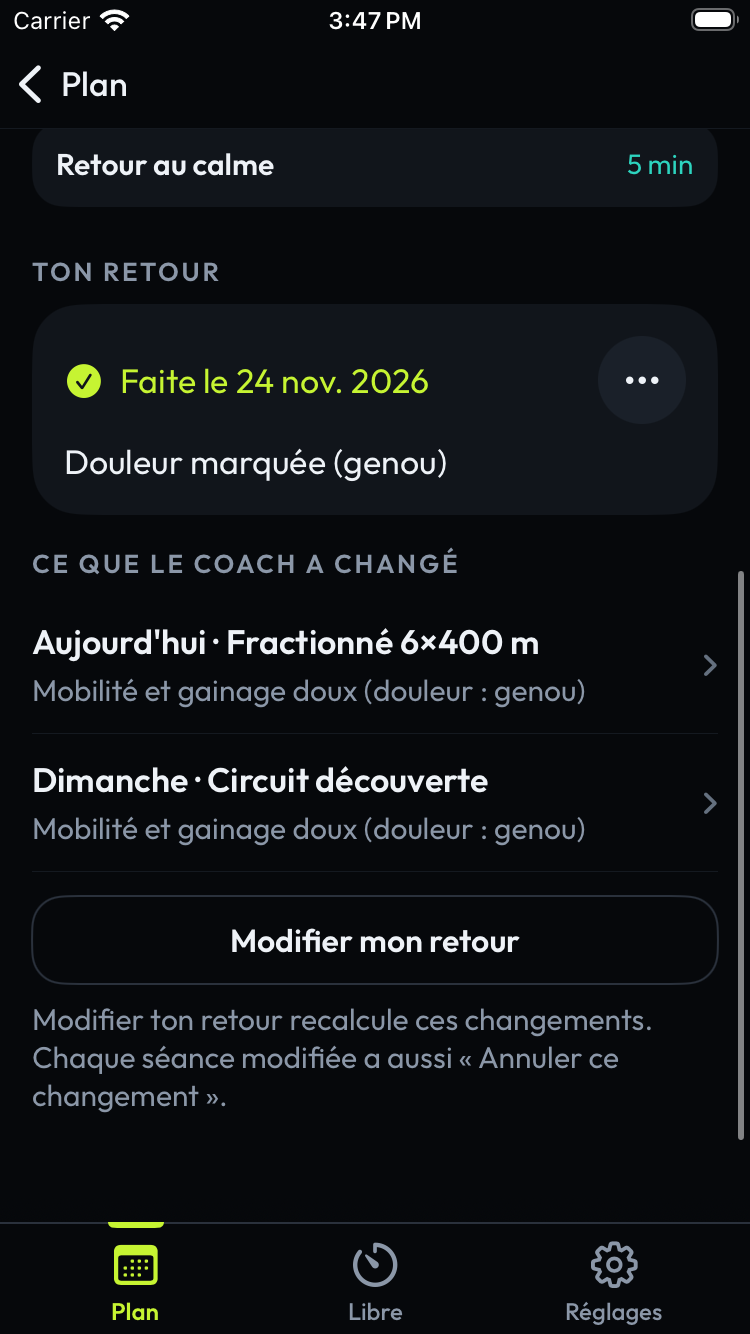 Carrier 3:47 PM
Plan
Retour au calme 5 min
TON RETOUR
Faite le 24 nov. 2026
Douleur marquée (genou)
CE QUE LE COACH A CHANGÉ
Aujourd'hui · Fractionné 6×400 m
Mobilité et gainage doux (douleur : genou)
Dimanche · Circuit découverte
Mobilité et gainage doux (douleur : genou)
Modifier mon retour
Modifier ton retour recalcule ces changements.
Chaque séance modifiée a aussi « Annuler ce
changement ».
Plan Libre Réglages